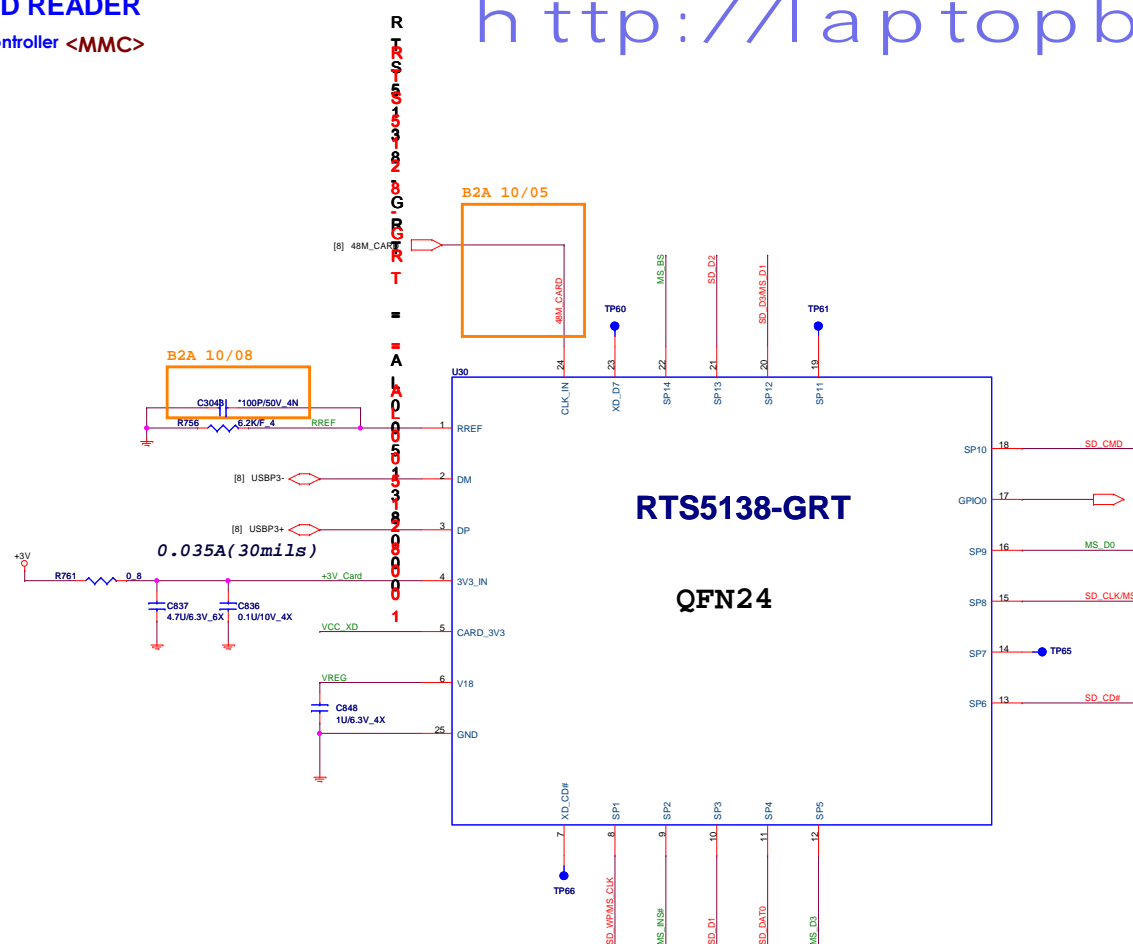 D READER
ntroller <MMC>
http://laptopb
RTS5138-GRT = AL005138000
RTS5128-GRT = AL005128001
B2A 10/05
[8] 48M_CARD
48M_CARD
MS_BS
SD_D2
SD_D3/MS_D1
TP60
TP61
24
23
22
21
20
19
U30
CLK_IN
XD_D7
SP14
SP13
SP12
SP11
B2A 10/08
C3043 *100P/50V_4N
R756 6.2K/F_4 RREF
1 RREF
[8] USBP3-
2 DM
[8] USBP3+
3 DP
0.035A(30mils)
+3V
R761 0_8 +3V_Card
4 3V3_IN
C837
4.7U/6.3V_6X
C836
0.1U/10V_4X
VCC_XD
5 CARD_3V3
VREG
6 V18
C848
1U/6.3V_4X
25 GND
RTS5138-GRT
QFN24
SP10 18 SD_CMD
GPIO0 17
SP9 16 MS_D0
SP8 15 SD_CLK/MS
SP7 14 TP65
SP6 13 SD_CD#
XD_CD#
SP1
SP2
SP3
SP4
SP5
7
8
9
10
11
12
TP66
SD_WP/MS_CLK
MS_INS#
SD_D1
SD_DAT0
MS_D3